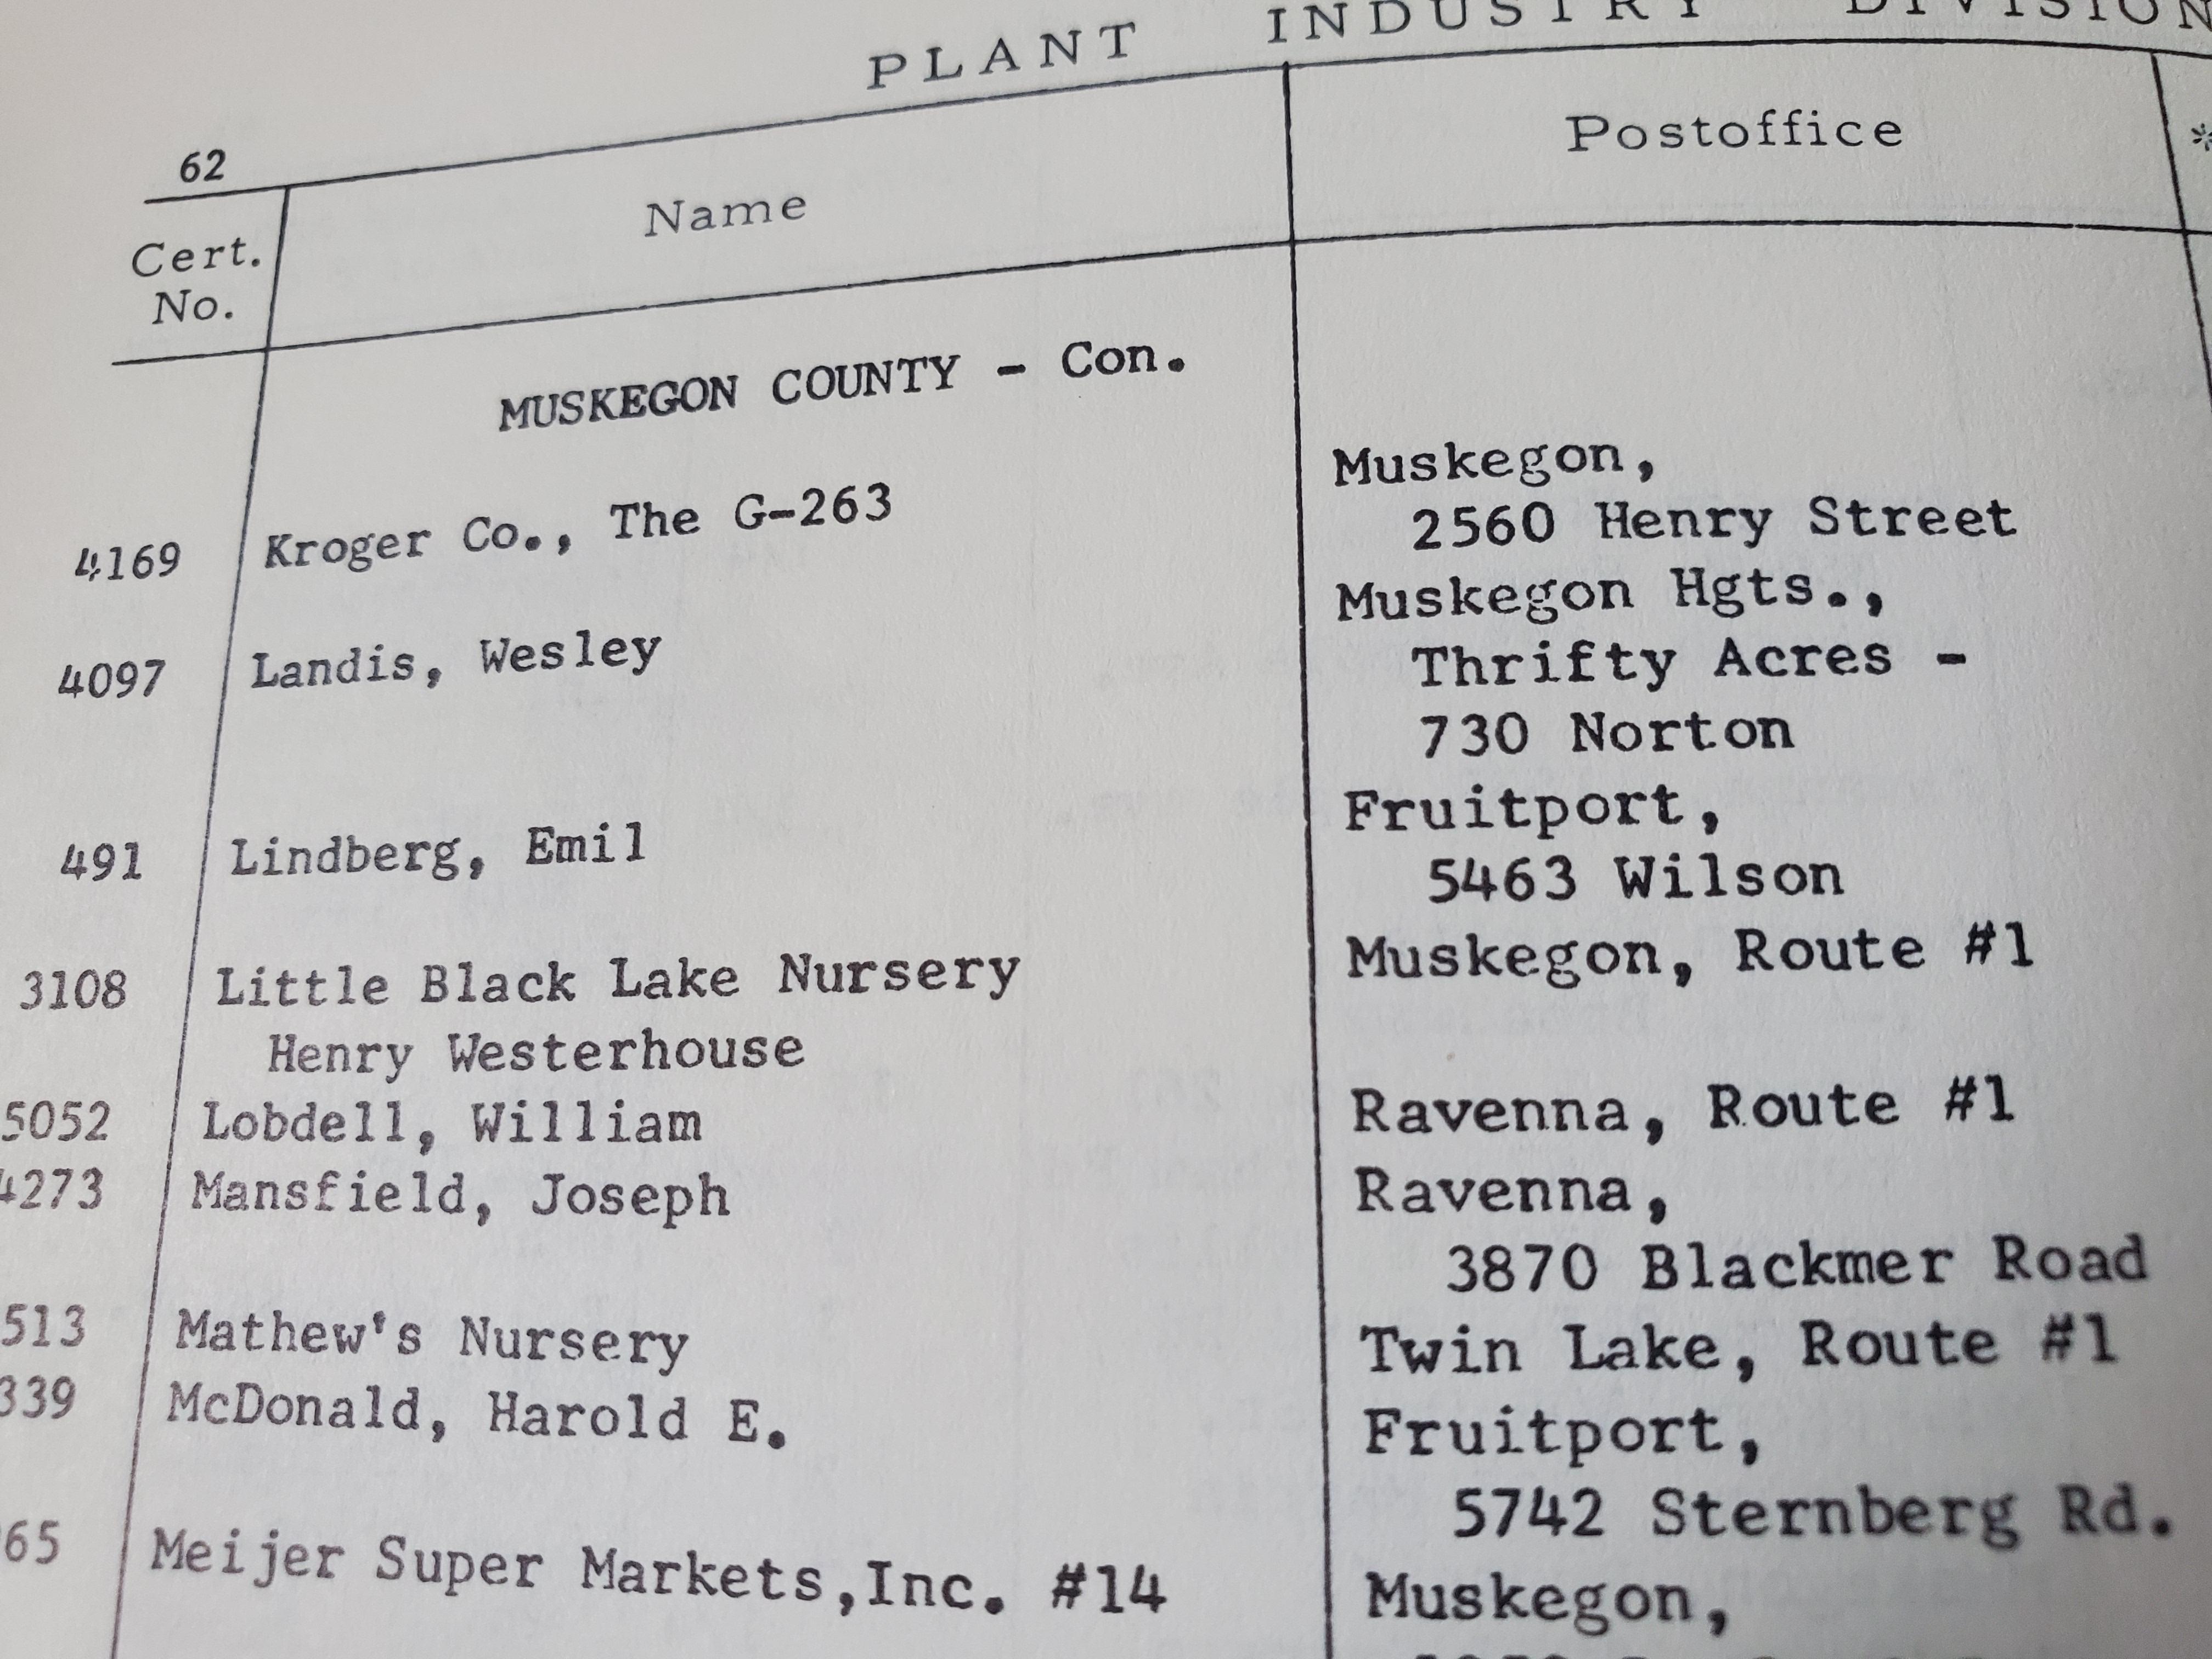 PLANT INDUSTRY DIVISION
62
Cert. No. Name Postoffice *
MUSKEGON COUNTY - Con.
4169 Kroger Co., The G-263 Muskegon,
2560 Henry Street
4097 Landis, Wesley Muskegon Hgts.,
Thrifty Acres -
730 Norton
491 Lindberg, Emil Fruitport,
5463 Wilson
3108 Little Black Lake Nursery Muskegon, Route #1
Henry Westerhouse
5052 Lobdell, William Ravenna, Route #1
4273 Mansfield, Joseph Ravenna,
3870 Blackmer Road
513 Mathew's Nursery Twin Lake, Route #1
339 McDonald, Harold E. Fruitport,
5742 Sternberg Rd.
65 Meijer Super Markets,Inc. #14 Muskegon,